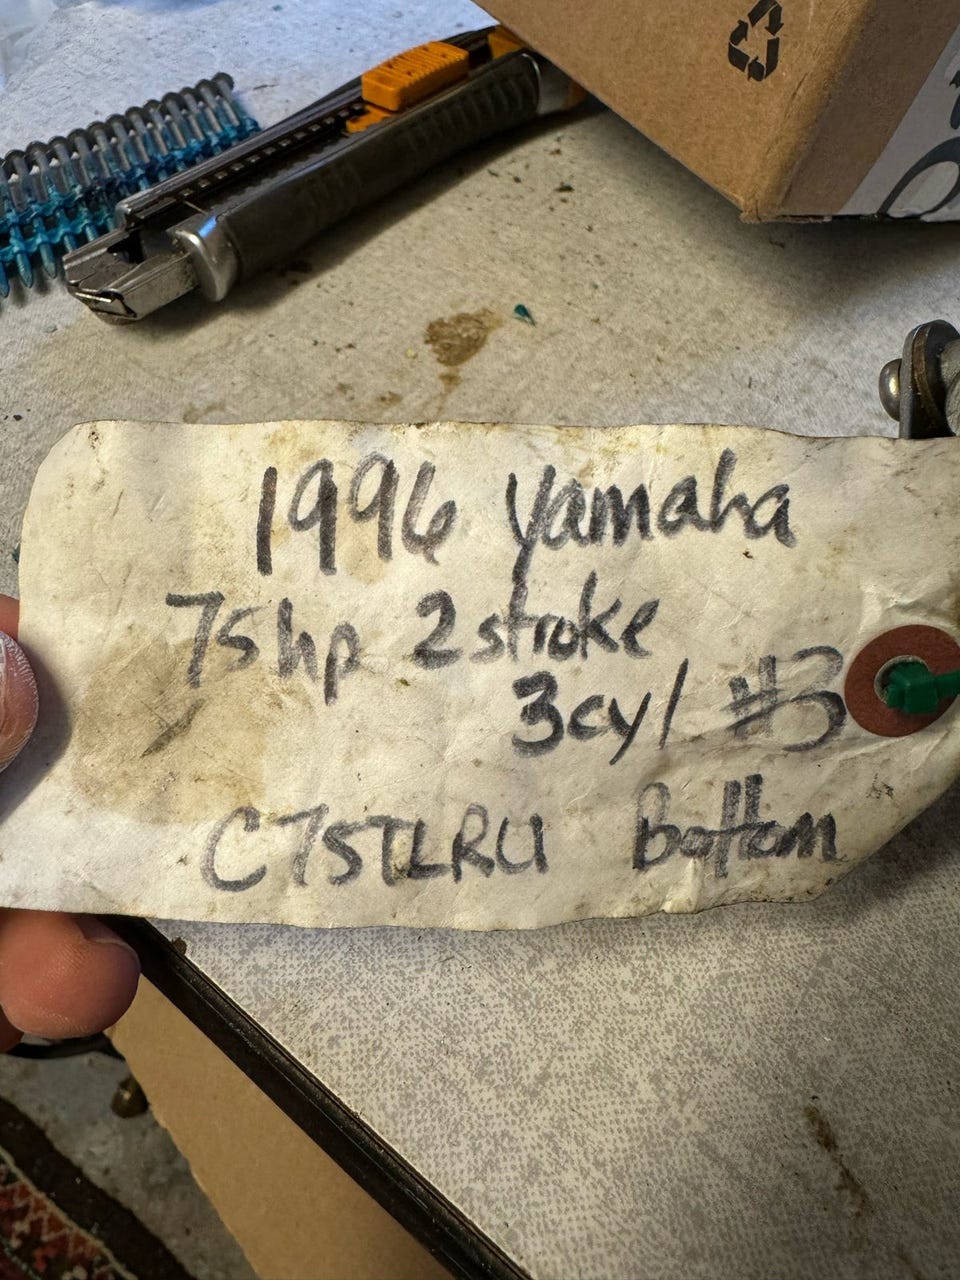 1996 Yamaha
75hp 2stroke
3cyl #3
C75TLRU Bottom